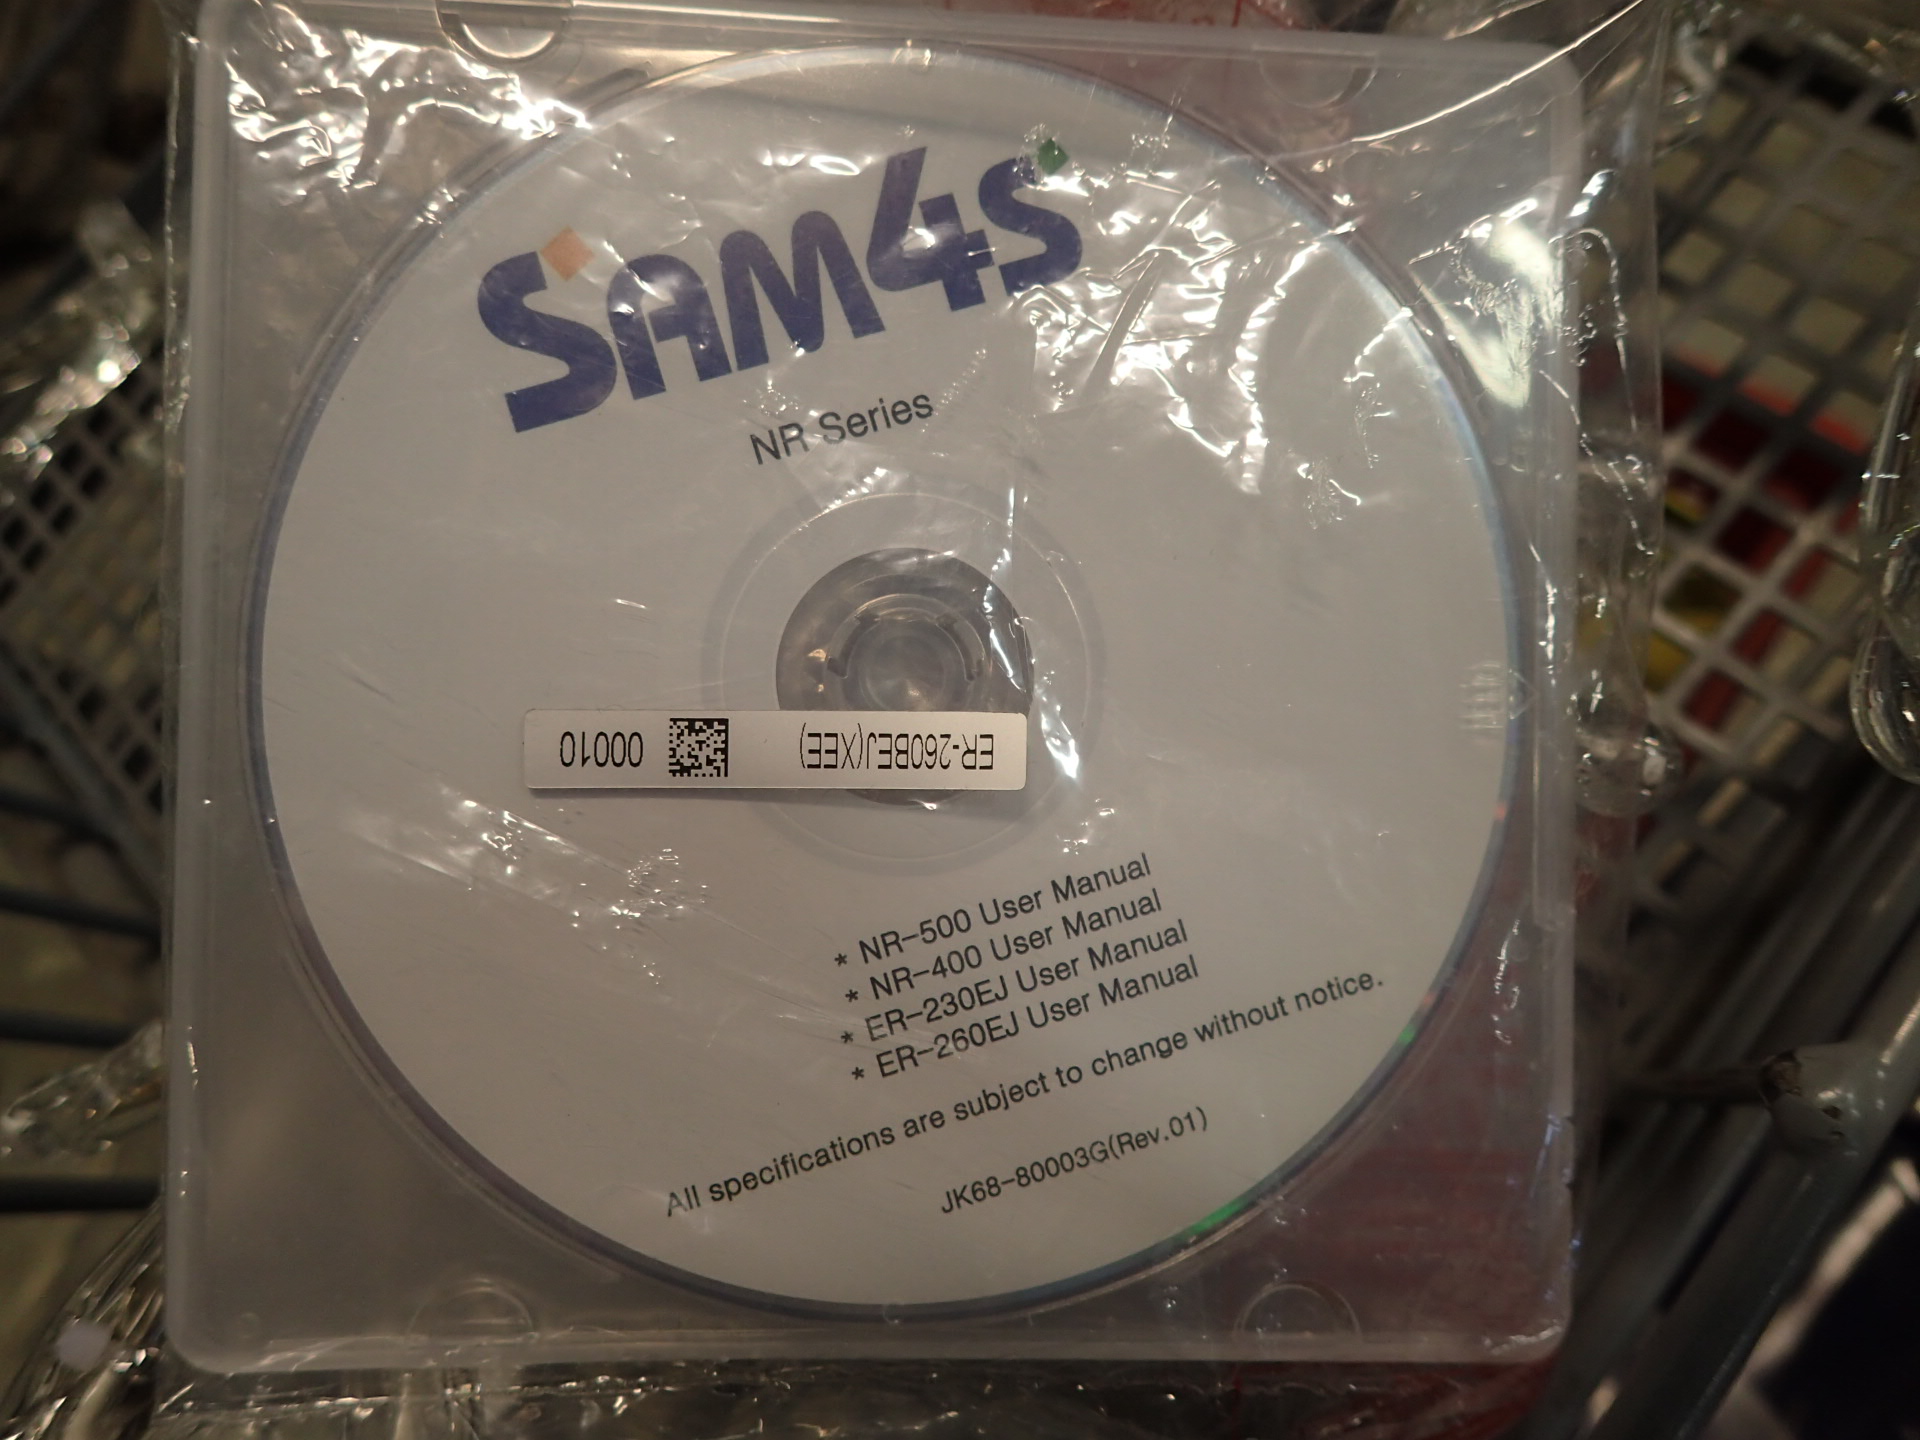 SAM4S
NR Series
ER-260BEJ(XEE) 00010
* NR-500 User Manual
* NR-400 User Manual
* ER-230EJ User Manual
* ER-260EJ User Manual
All specifications are subject to change without notice.
JK68-80003G(Rev.01)